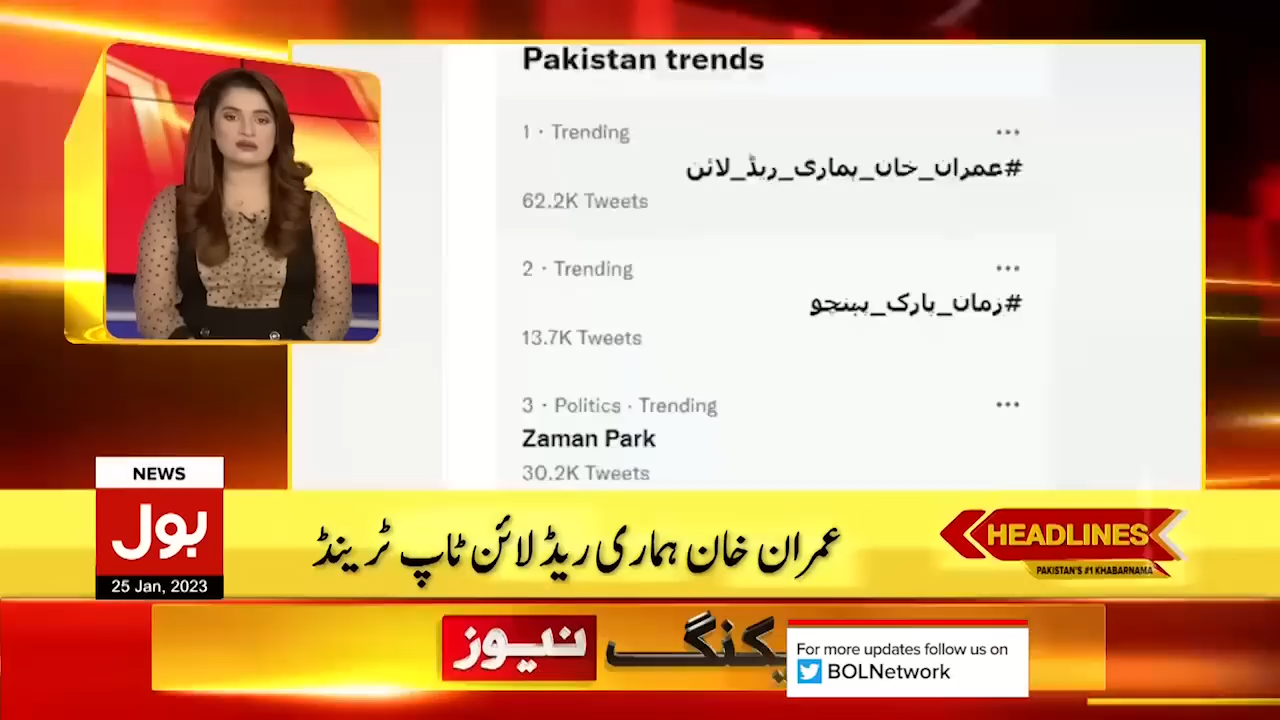 Pakistan trends
1 · Trending
#عمران_خان_ہماری_ریڈ_لائن
62.2K Tweets
2 · Trending
#زمان_پارک_پہنچو
13.7K Tweets
3 · Politics · Trending
Zaman Park
30.2K Tweets
NEWS
بول
25 Jan, 2023
عمران خان ہماری ریڈ لائن ٹاپ ٹرینڈ
HEADLINES
PAKISTAN'S #1 KHABARNAMA
نیوز
For more updates follow us on
BOLNetwork